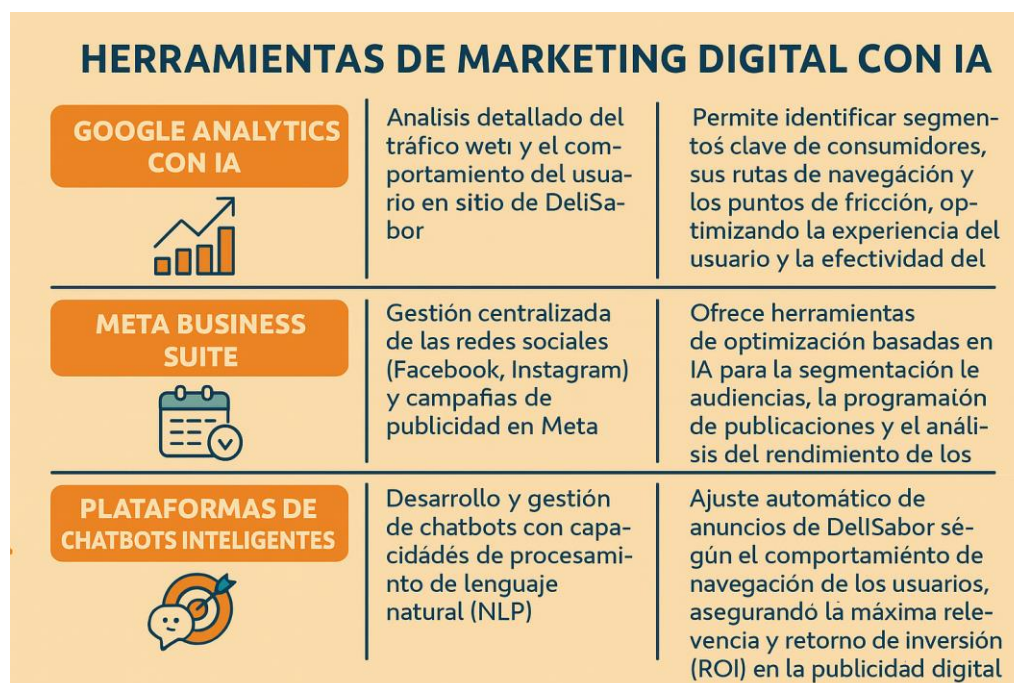 HERRAMIENTAS DE MARKETING DIGITAL CON IA
GOOGLE ANALYTICS
CON IA
Analisis detallado del
tráfico wetı y el com-
portamiento del usua-
rio en sitio de DeliSa-
bor
Permite identificar segmen-
toś clave de consumidores,
sus rutas de navegáción y
los puntos de fricción, op-
timizando la experiencia del
usuario y la efectividad del
META BUSINESS
SUITE
Gestión centralizada
de las redes sociales
(Facebook, Instagram)
y campafias de
publicidad en Meta
Ofrece herramientas
de optimización basadas en
IA para la segmentación le
audiencias, la programaión
de publicaciones y el análi-
sis del rendimiento de los
PLATAFORMAS DE
CHATBOTS INTELIGENTES
Desarrollo y gestión
de chatbots con capa-
cidádés de procesami-
nto de lenguaje
natural (NLP)
Ajuste automático de
anuncios de DelISabor sé-
gún el comportamiénto de
navegación de los usuarios,
asegurandó la máxima rele-
vencia y retorno de inversión
(ROI) en la publicidad digital